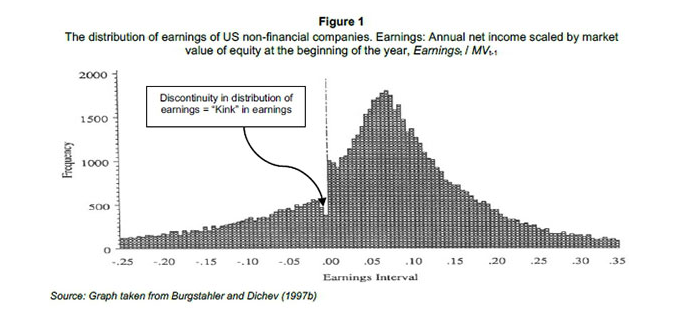 Figure 1
The distribution of earnings of US non-financial companies. Earnings: Annual net income scaled by market
value of equity at the beginning of the year, Earningsₜ / MVₜ₋₁
2000
1500
1000
500
0
Frequency
Discontinuity in distribution of
earnings = "Kink" in earnings
-.25 -.20 -.15 -.10 -.05 .00 .05 .10 .15 .20 .25 .30 .35
Earnings Interval
Source: Graph taken from Burgstahler and Dichev (1997b)